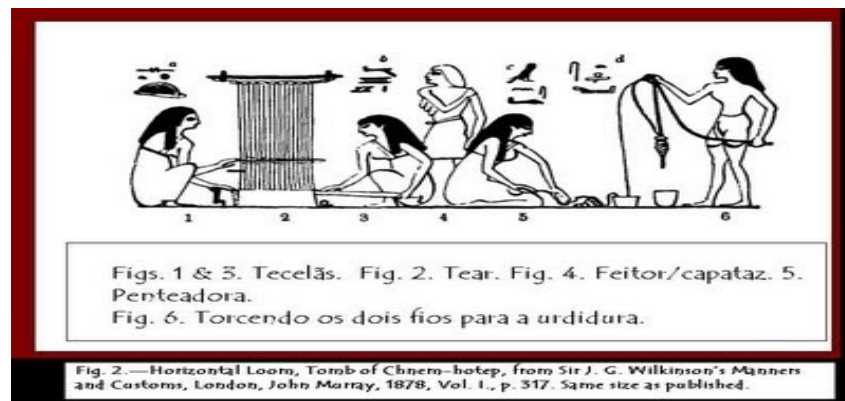 a
b
c
d
1 2 3 4 5 6
Figs. 1 & 3. Tecelãs. Fig. 2. Tear. Fig. 4. Feitor/capataz. 5.
Penteadora.
Fig. 6. Torcendo os dois fios para a urdidura.
Fig. 2.—Horizontal Loom, Tomb of Chnem-hotep, from Sir J. G. Wilkinson's Manners
and Customs, London, John Murray, 1878, Vol. I., p. 317. Same size as published.